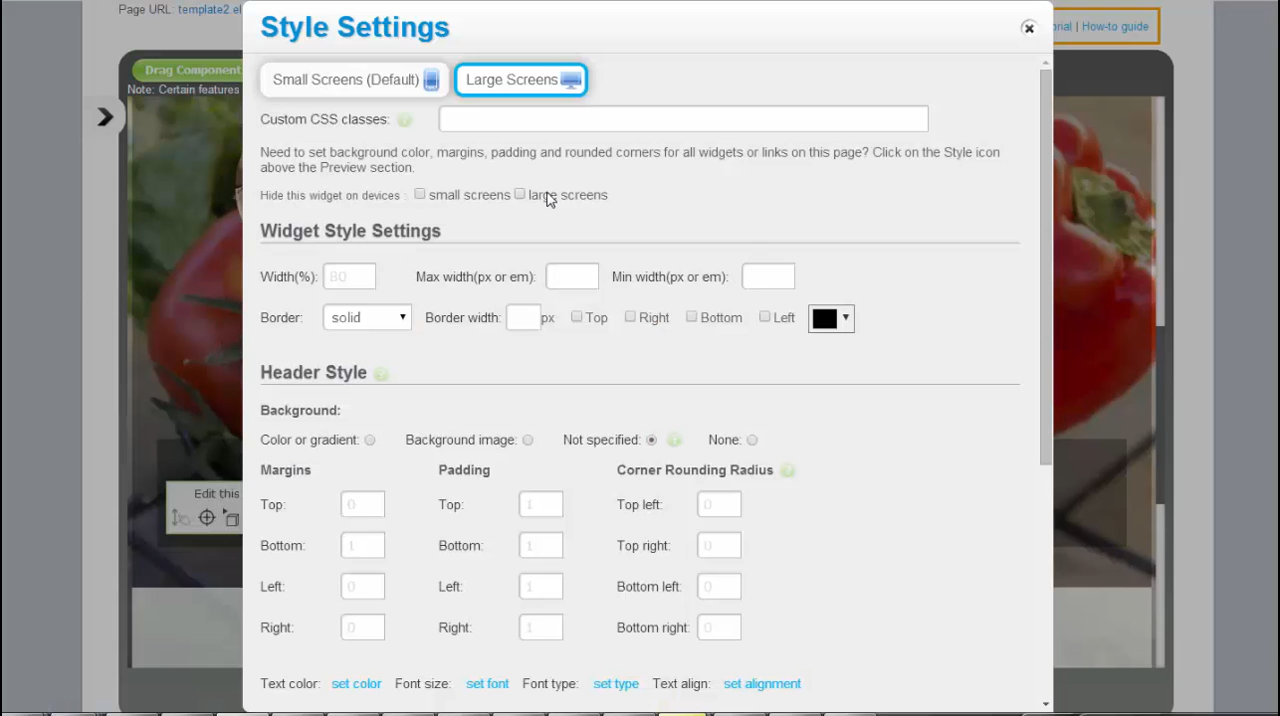 Page URL: template2.el
Style Settings
ial | How-to guide
Drag Component
Small Screens (Default)
Large Screens
Note: Certain features
Custom CSS classes:
Need to set background color, margins, padding and rounded corners for all widgets or links on this page? Click on the Style icon
above the Preview section.
Hide this widget on devices : small screens large screens
Widget Style Settings
Width(%): 80 Max width(px or em): Min width(px or em):
Border: solid Border width: px Top Right Bottom Left
Header Style
Background:
Color or gradient: Background image: Not specified: None:
Margins Padding Corner Rounding Radius
Top: 0 Top: 1 Top left: 0
Edit this
Bottom: 1 Bottom: 1 Top right: 0
Left: 0 Left: 1 Bottom left: 0
Right: 0 Right: 1 Bottom right: 0
Text color: set color Font size: set font Font type: set type Text align: set alignment